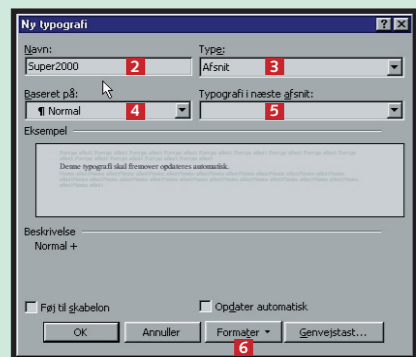 Ny typografi
Navn: Type:
Super2000 2 Afsnit 3
Baseret på: Typografi i næste afsnit:
¶ Normal 4 5
Eksempel
Denne typografi skal fremover opdateres automatisk.
Beskrivelse
Normal +
Føj til skabelon Opdater automatisk
OK Annuller Formater Genvejstast...
6